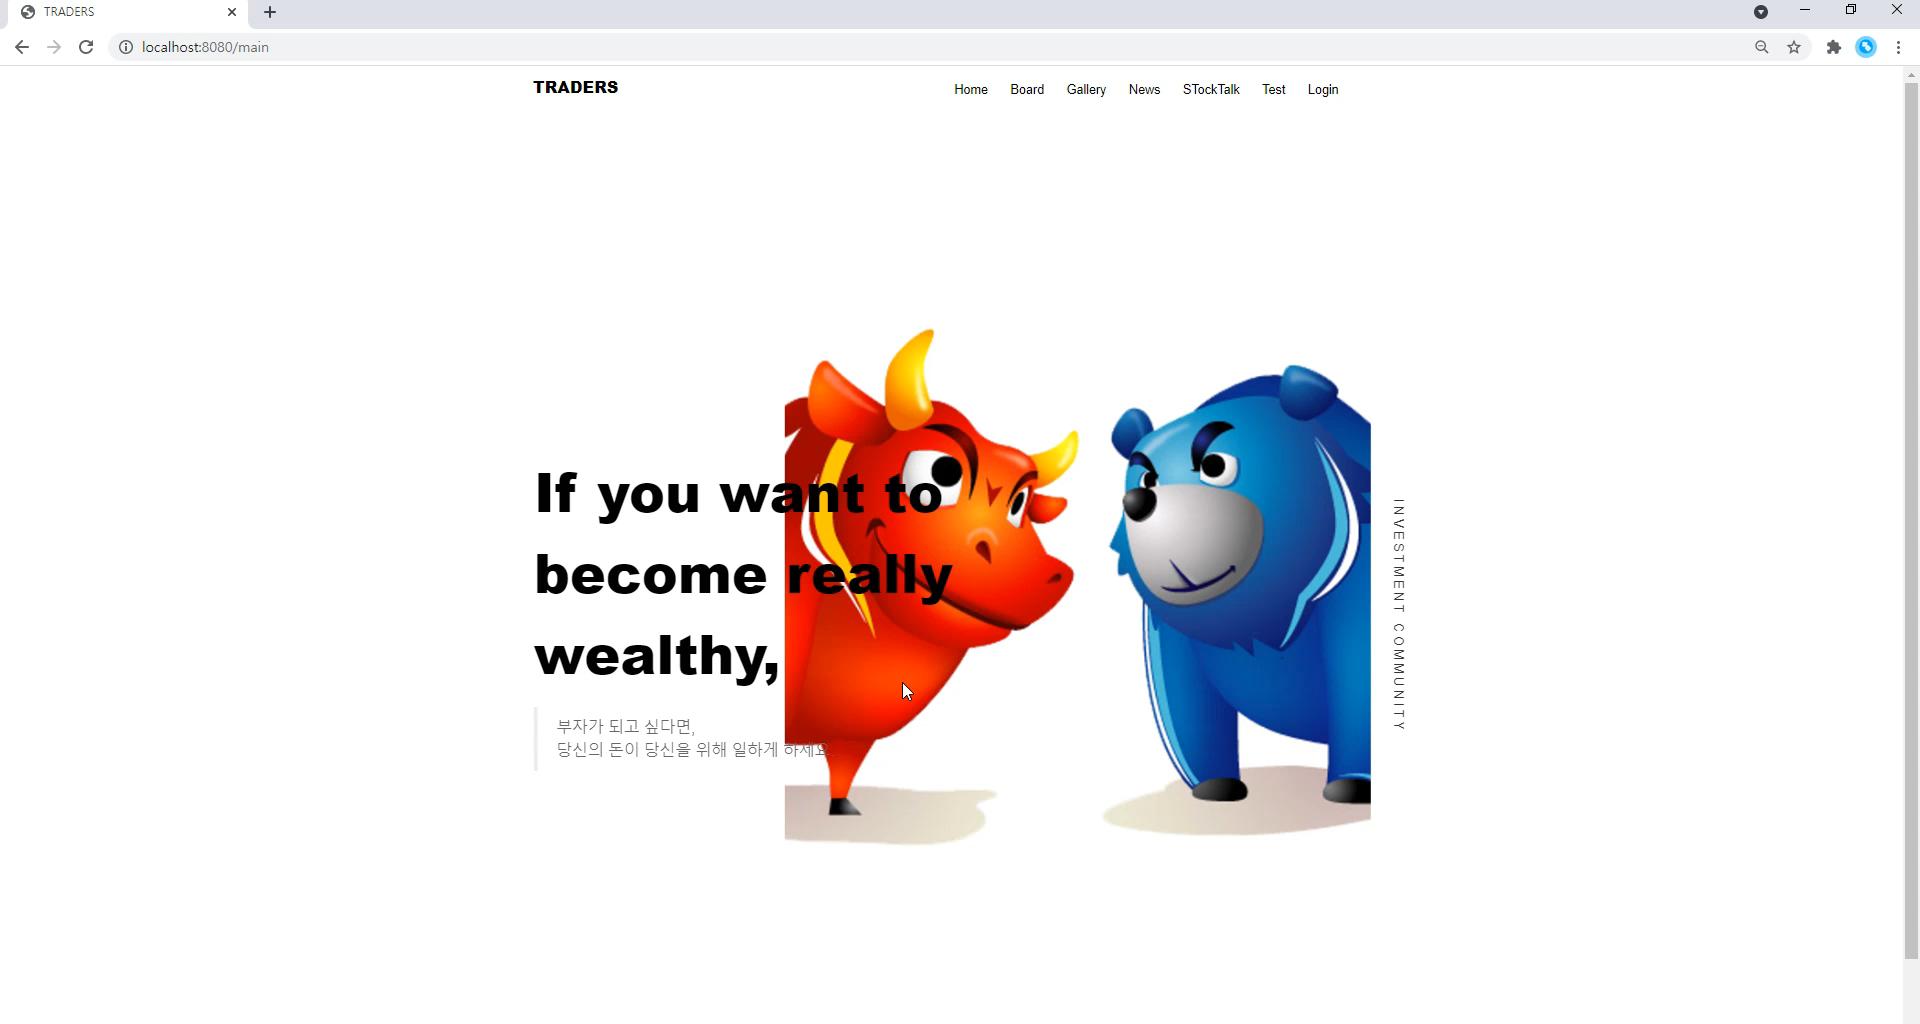 TRADERS
localhost:8080/main
TRADERS
Home Board Gallery News STockTalk Test Login
If you want to
become really
wealthy,
부자가 되고 싶다면,
당신의 돈이 당신을 위해 일하게 하세요
INVESTMENT COMMUNITY